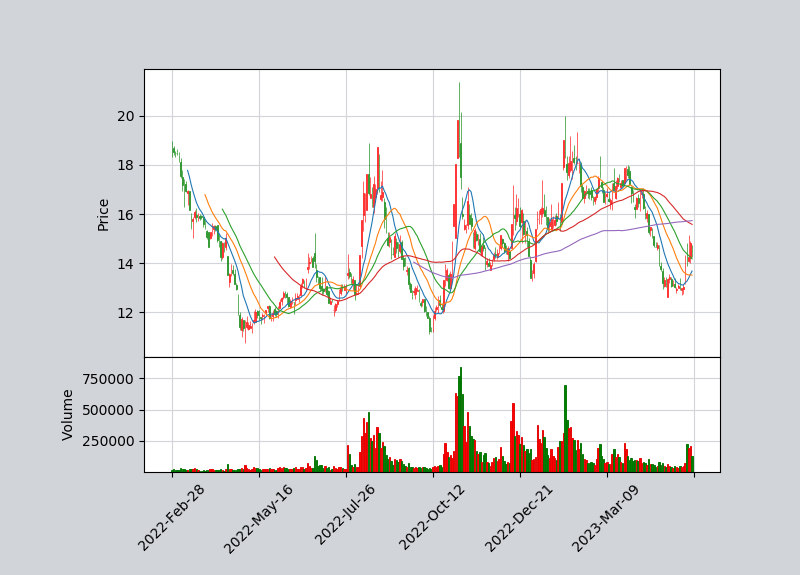 Price
20
18
16
14
12
Volume
750000
500000
250000
2022-Feb-28
2022-May-16
2022-Jul-26
2022-Oct-12
2022-Dec-21
2023-Mar-09